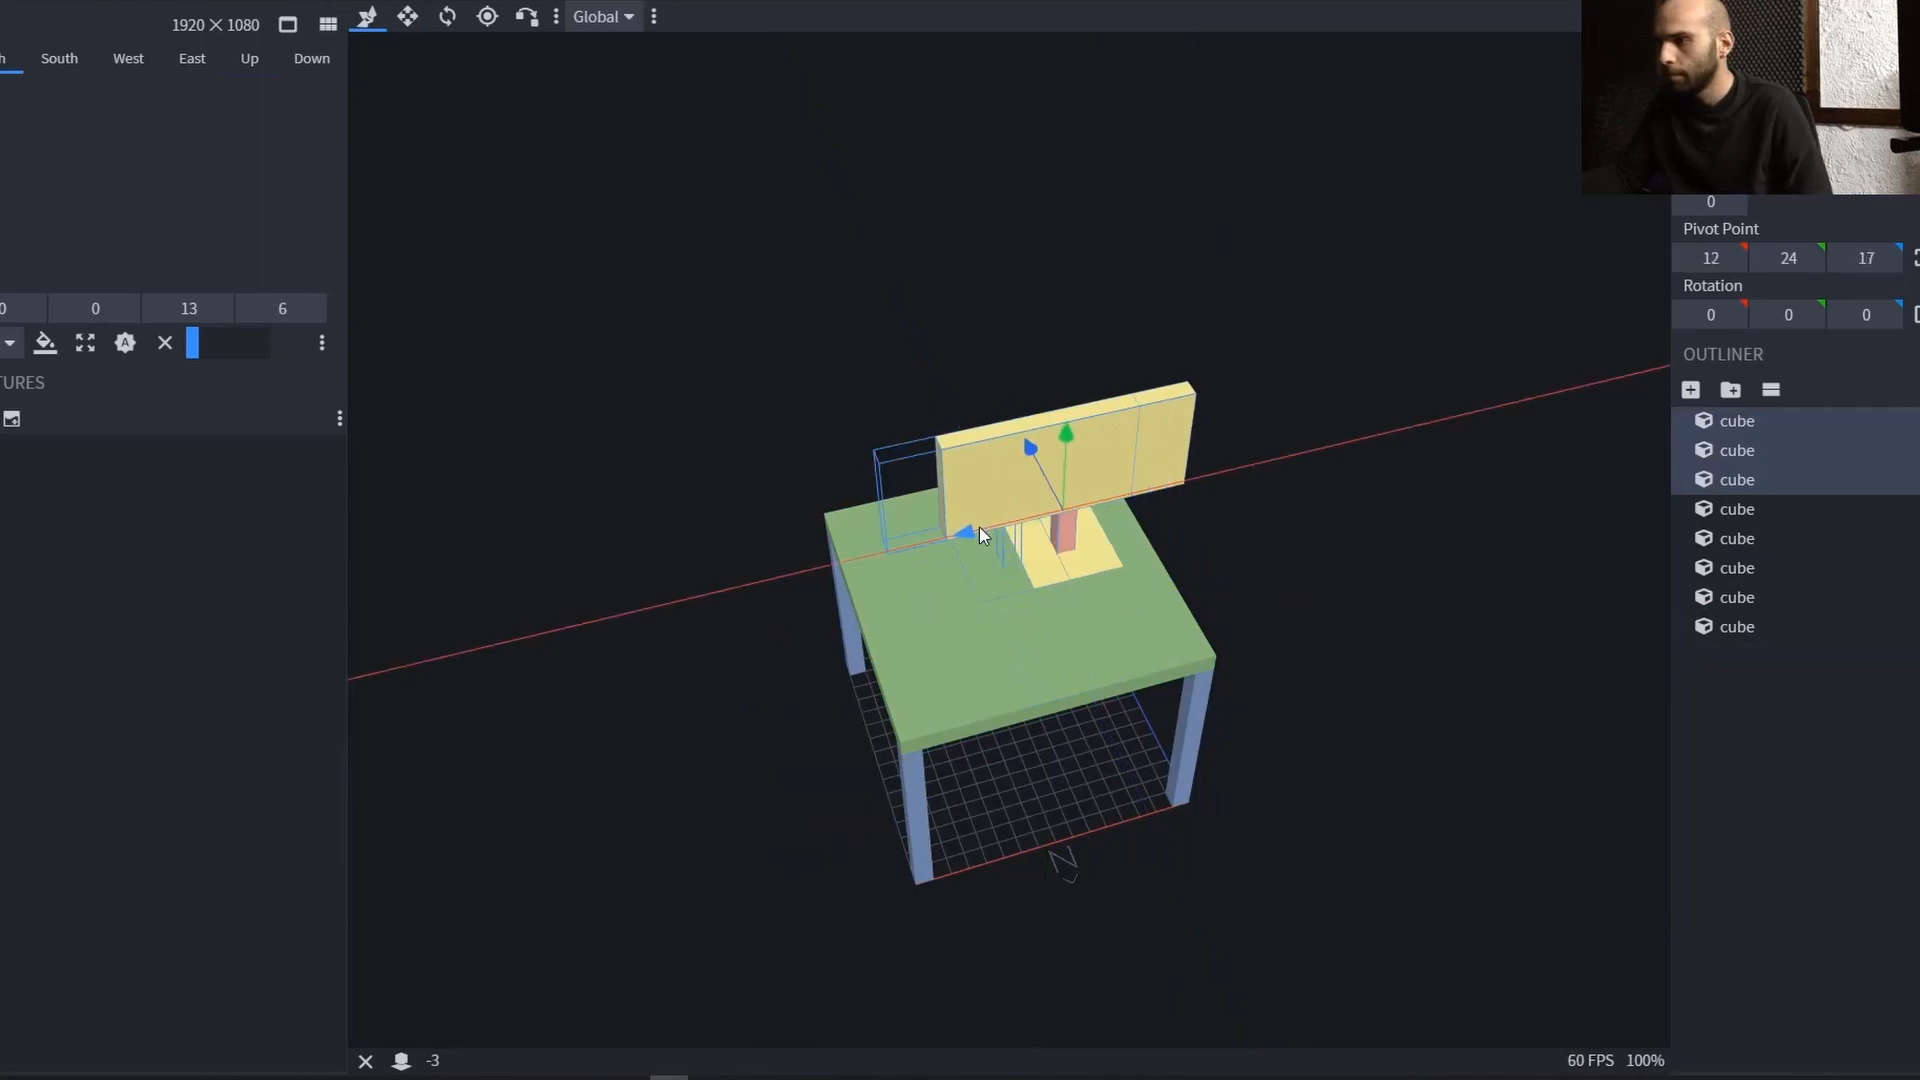 1920 × 1080
Global
h South West East Up Down
0
Pivot Point
12 24 17
Rotation
0 0 0
0 0 13 6
OUTLINER
TURES
cube
cube
cube
cube
cube
cube
cube
cube
N
-3
60 FPS 100%